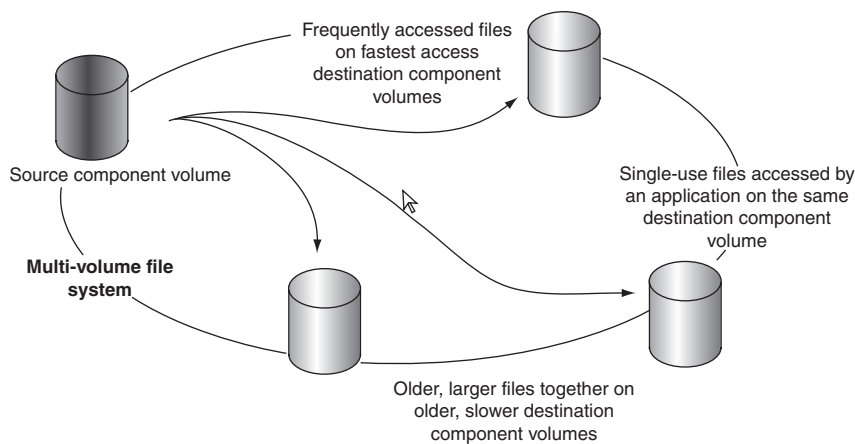 Frequently accessed files
on fastest access
destination component
volumes
Source component volume
Single-use files accessed by
an application on the same
destination component
volume
Multi-volume file
system
Older, larger files together on
older, slower destination
component volumes